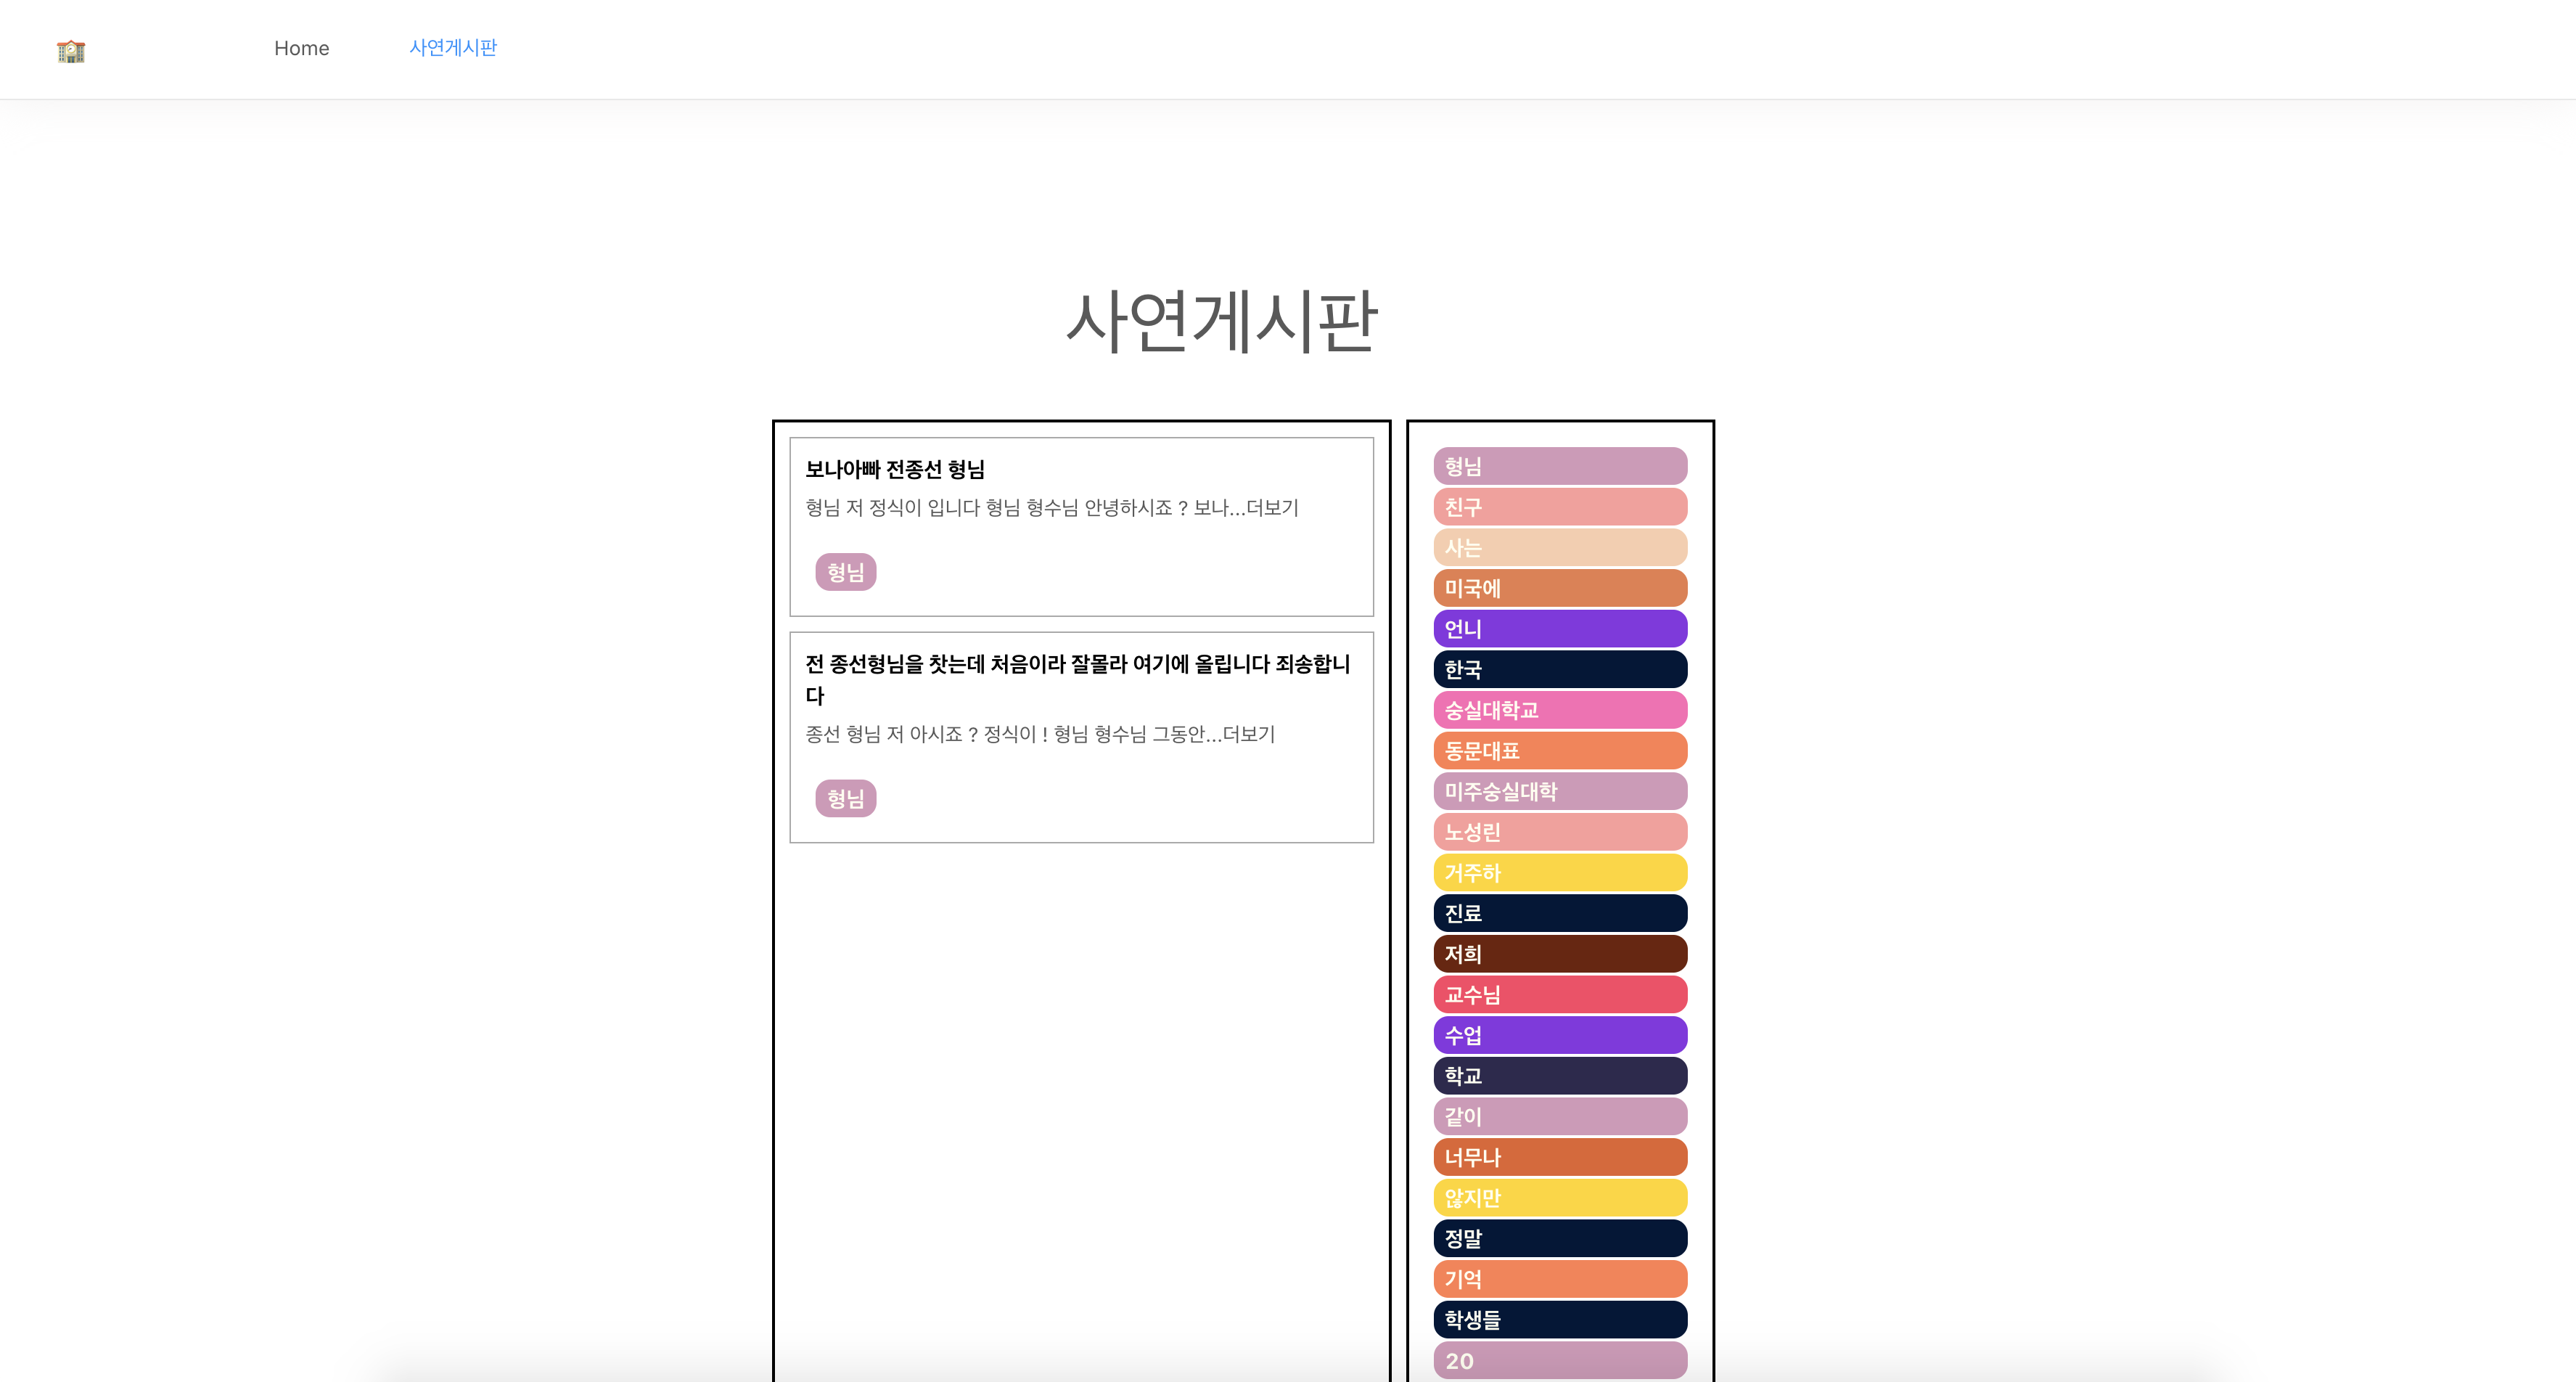 Home
사연게시판
사연게시판
보나아빠 전종선 형님
형님 저 정식이 입니다 형님 형수님 안녕하시죠 ? 보나...더보기
형님
전 종선형님을 찻는데 처음이라 잘몰라 여기에 올립니다 죄송합니
다
종선 형님 저 아시죠 ? 정식이 ! 형님 형수님 그동안...더보기
형님
형님
친구
사는
미국에
언니
한국
숭실대학교
동문대표
미주숭실대학
노성린
거주하
진료
저희
교수님
수업
학교
같이
너무나
않지만
정말
기억
학생들
20